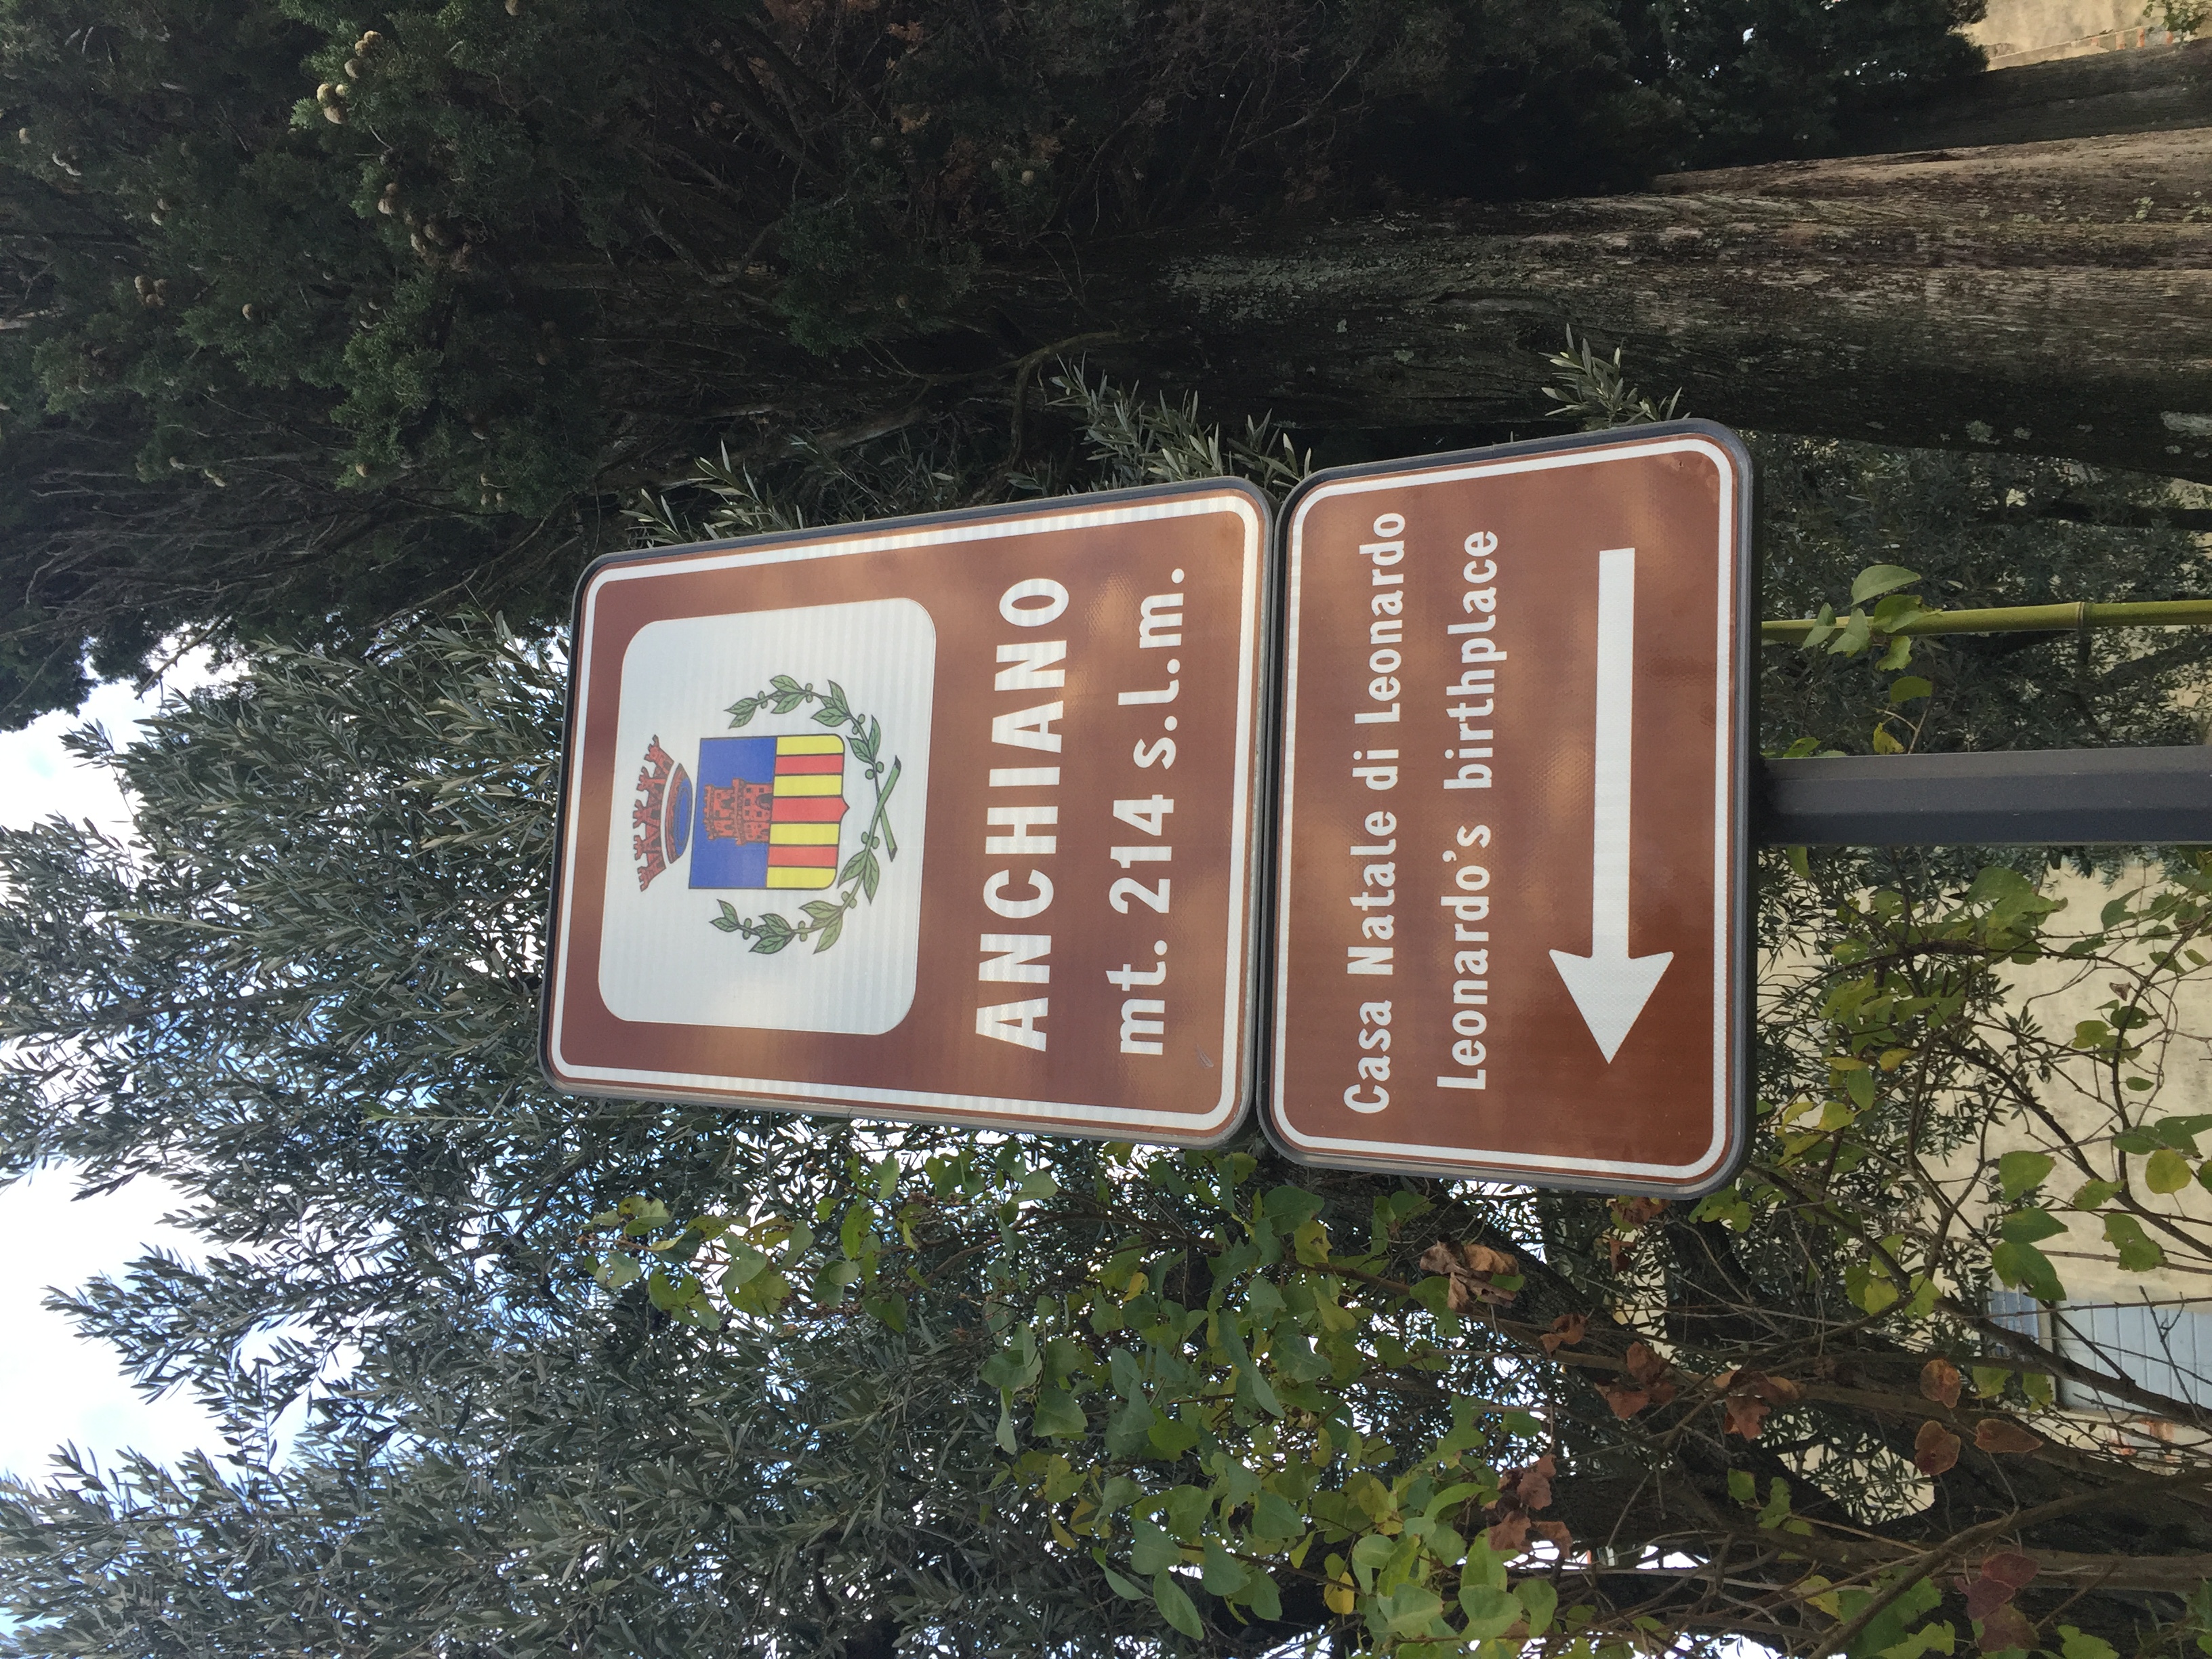 ANCHIANO
mt. 214 s.l.m.
Casa Natale di Leonardo
Leonardo's birthplace